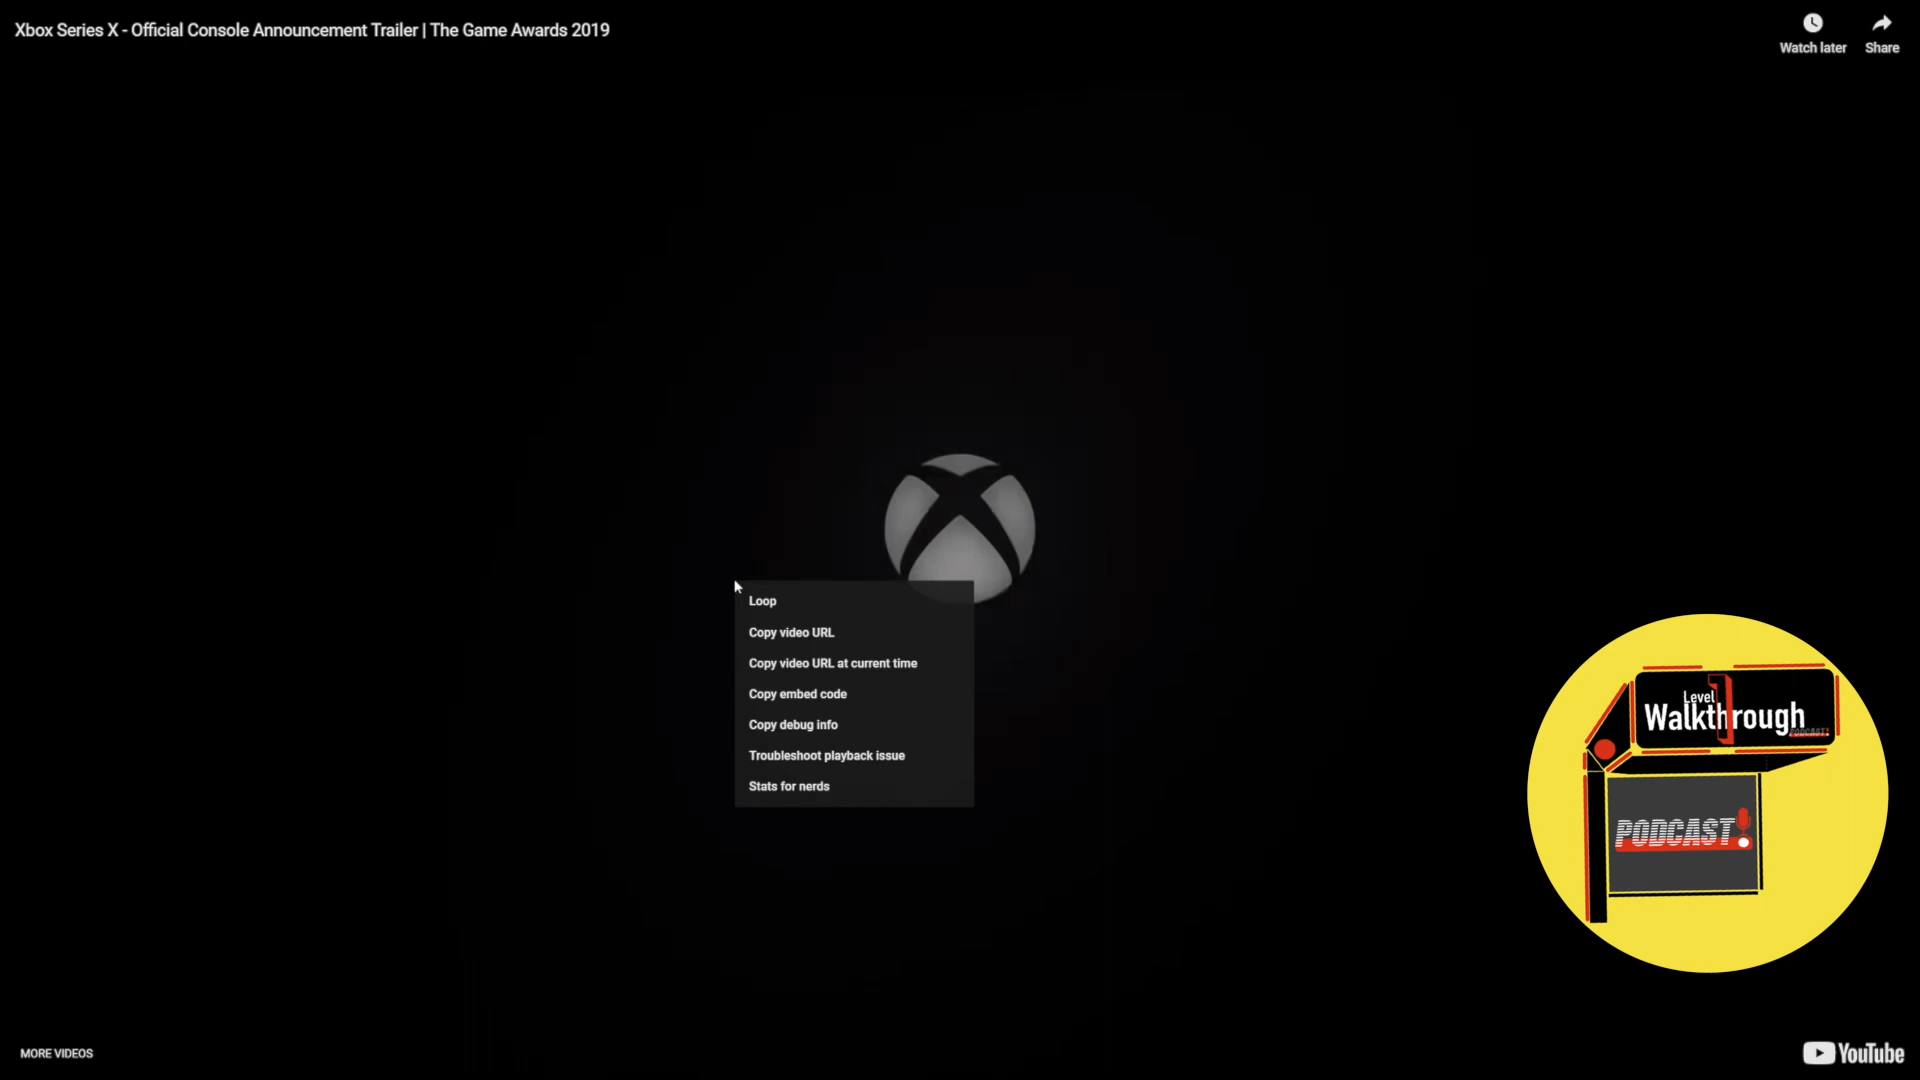 Xbox Series X - Official Console Announcement Trailer | The Game Awards 2019
Watch later
Share
Loop
Copy video URL
Copy video URL at current time
Copy embed code
Copy debug info
Troubleshoot playback issue
Stats for nerds
Level 1
Walkthrough
PODCAST!
PODCAST!
MORE VIDEOS
YouTube